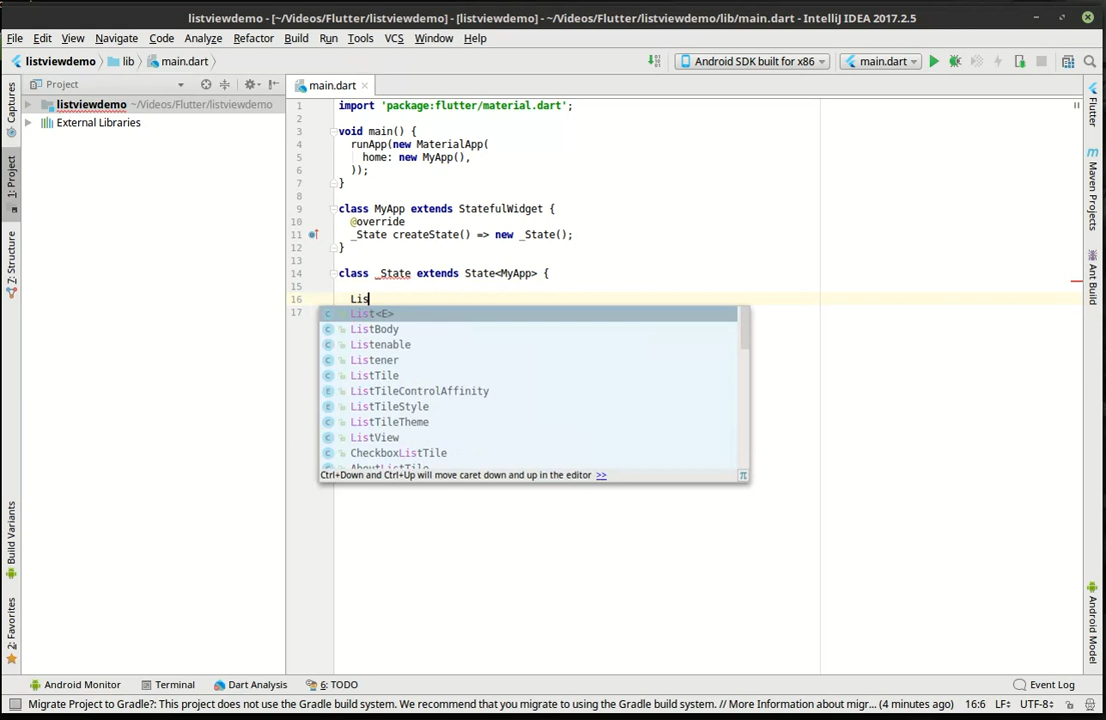 listviewdemo - [~/Videos/Flutter/listviewdemo] - [listviewdemo] - ~/Videos/Flutter/listviewdemo/lib/main.dart - IntelliJ IDEA 2017.2.5
File Edit View Navigate Code Analyze Refactor Build Run Tools VCS Window Help
listviewdemo lib main.dart Android SDK built for x86 main.dart
Project main.dart
listviewdemo ~/Videos/Flutter/listviewdemo
External Libraries
Captures
1: Project
7: Structure
Build Variants
2: Favorites
1 import 'package:flutter/material.dart';
2
3 void main() {
4 runApp(new MaterialApp(
5 home: new MyApp(),
6 ));
7 }
8
9 class MyApp extends StatefulWidget {
10 @override
11 _State createState() => new _State();
12 }
13
14 class _State extends State<MyApp> {
15
16 Lis
17
List<E>
ListBody
Listenable
Listener
ListTile
ListTileControlAffinity
ListTileStyle
ListTileTheme
ListView
CheckboxListTile
AboutListTile
Ctrl+Down and Ctrl+Up will move caret down and up in the editor >>
Flutter
Maven Projects
Ant Build
Android Model
Android Monitor Terminal Dart Analysis 6: TODO Event Log
Migrate Project to Gradle?: This project does not use the Gradle build system. We recommend that you migrate to using the Gradle build system. // More Information about migr... (4 minutes ago) 16:6 LF UTF-8